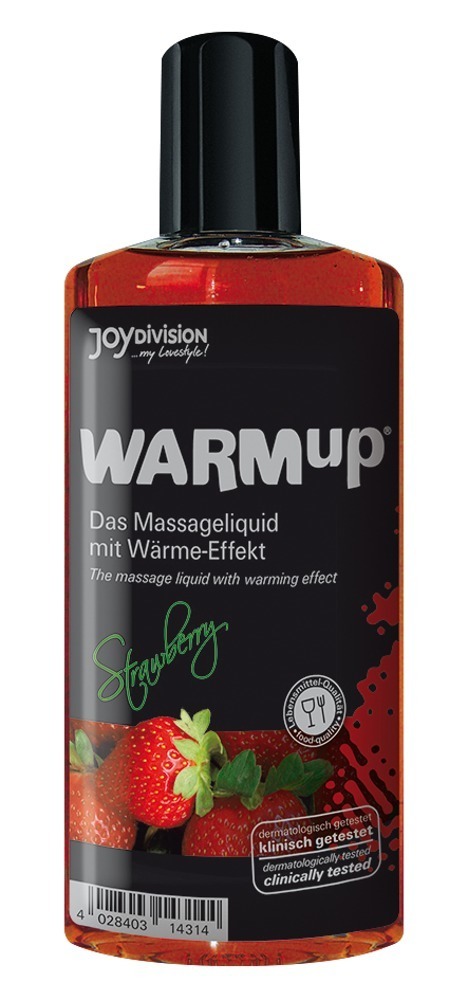 JOYDIVISION
...my Lovestyle!
WARMup®
Das Massageliquid
mit Wärme-Effekt
The massage liquid with warming effect
Strawberry
Lebensmittel-Qualität
food-quality
dermatologisch getestet
klinisch getestet
dermatologically tested
clinically tested
4 028403 14314